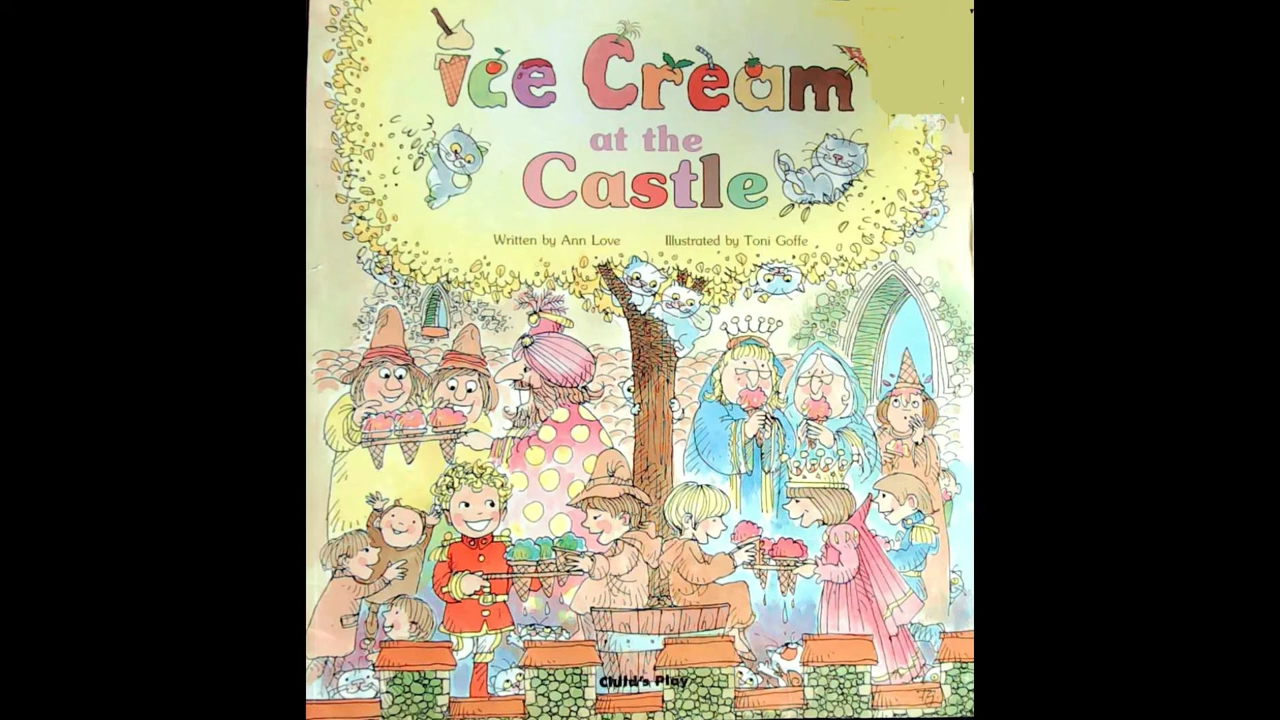 Ice Cream
at the
Castle
Written by Ann Love Illustrated by Toni Goffe
Child's Play